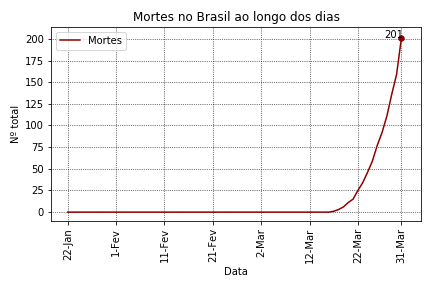 Mortes no Brasil ao longo dos dias
Nº total
200
175
150
125
100
75
50
25
0
Mortes
201
22-Jan
1-Fev
11-Fev
21-Fev
2-Mar
12-Mar
22-Mar
31-Mar
Data